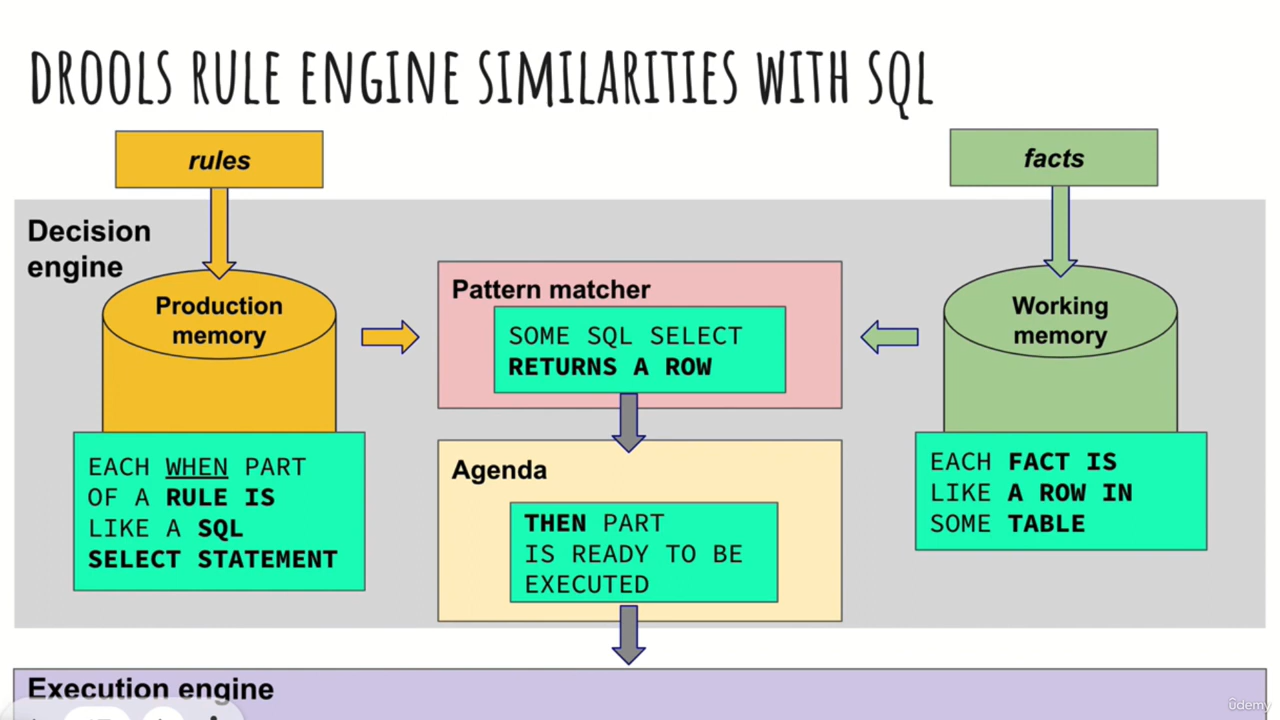 DROOLS RULE ENGINE SIMILARITIES WITH SQL
rules
facts
Decision
engine
Production
memory
Pattern matcher
SOME SQL SELECT
RETURNS A ROW
Working
memory
EACH WHEN PART
OF A RULE IS
LIKE A SQL
SELECT STATEMENT
Agenda
THEN PART
IS READY TO BE
EXECUTED
EACH FACT IS
LIKE A ROW IN
SOME TABLE
Execution engine
ûdemy